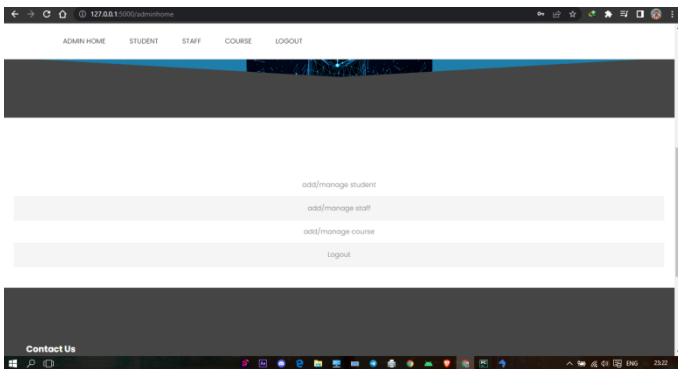 127.0.0.1:5000/adminhome
ADMIN HOME STUDENT STAFF COURSE LOGOUT
add/manage student
add/manage staff
add/manage course
Logout
Contact Us
ENG 23:22